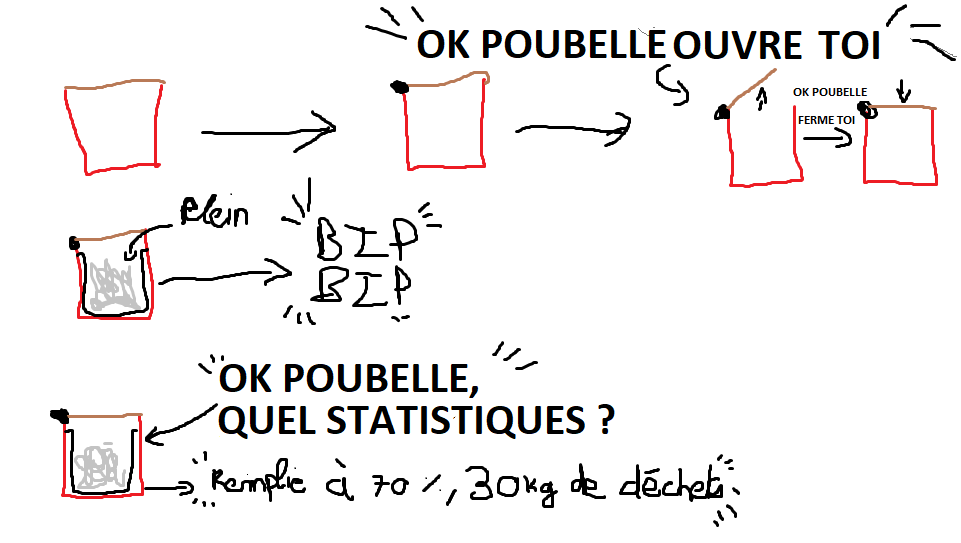 OK POUBELLE OUVRE TOI
OK POUBELLE
FERME TOI
Plein
BIP
BIP
OK POUBELLE,
QUEL STATISTIQUES ?
Remplie à 70 %, 30kg de déchets